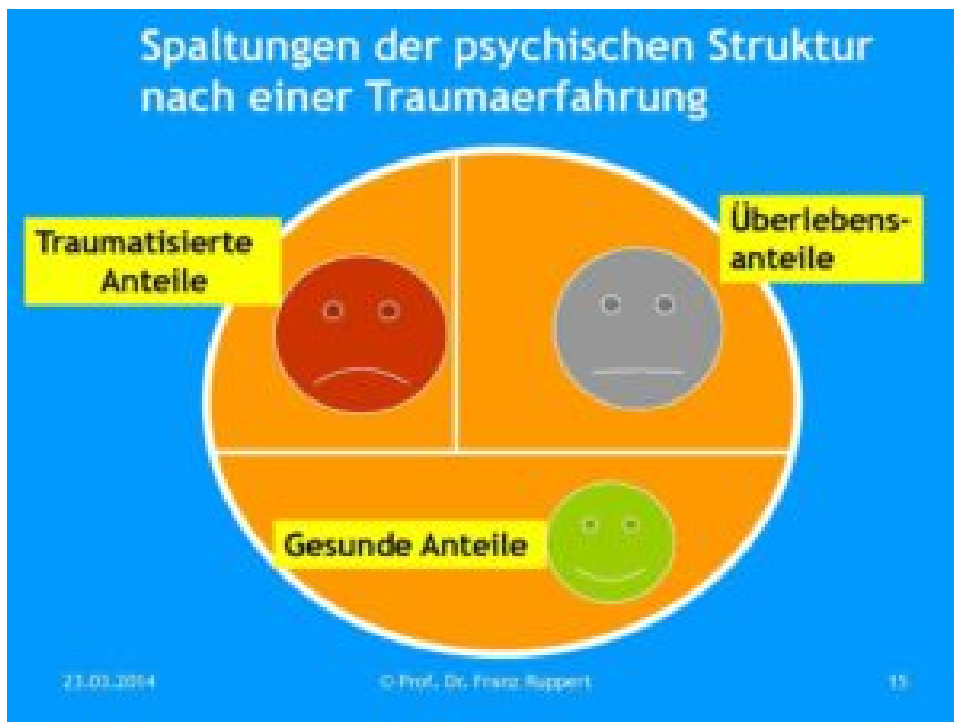 Spaltungen der psychischen Struktur
nach einer Traumaerfahrung
Traumatisierte
Anteile
Überlebens-
anteile
Gesunde Anteile
23.03.2014
© Prof. Dr. Franz Ruppert
15